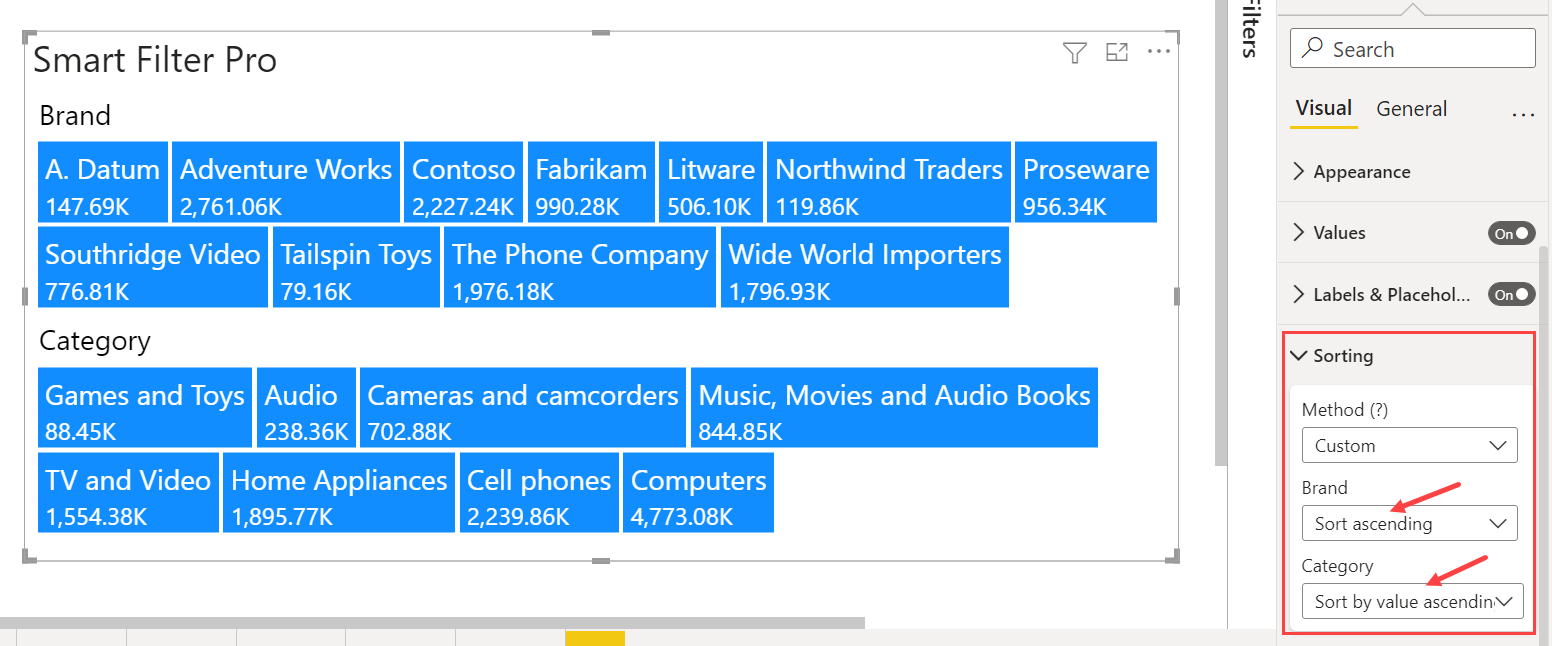 Smart Filter Pro
Brand
A. Datum Adventure Works Contoso Fabrikam Litware Northwind Traders Proseware
147.69K 2,761.06K 2,227.24K 990.28K 506.10K 119.86K 956.34K
Southridge Video Tailspin Toys The Phone Company Wide World Importers
776.81K 79.16K 1,976.18K 1,796.93K
Category
Games and Toys Audio Cameras and camcorders Music, Movies and Audio Books
88.45K 238.36K 702.88K 844.85K
TV and Video Home Appliances Cell phones Computers
1,554.38K 1,895.77K 2,239.86K 4,773.08K
Filters
Search
Visual General ...
Appearance
Values On
Labels & Placehol... On
Sorting
Method (?)
Custom
Brand
Sort ascending
Category
Sort by value ascendin